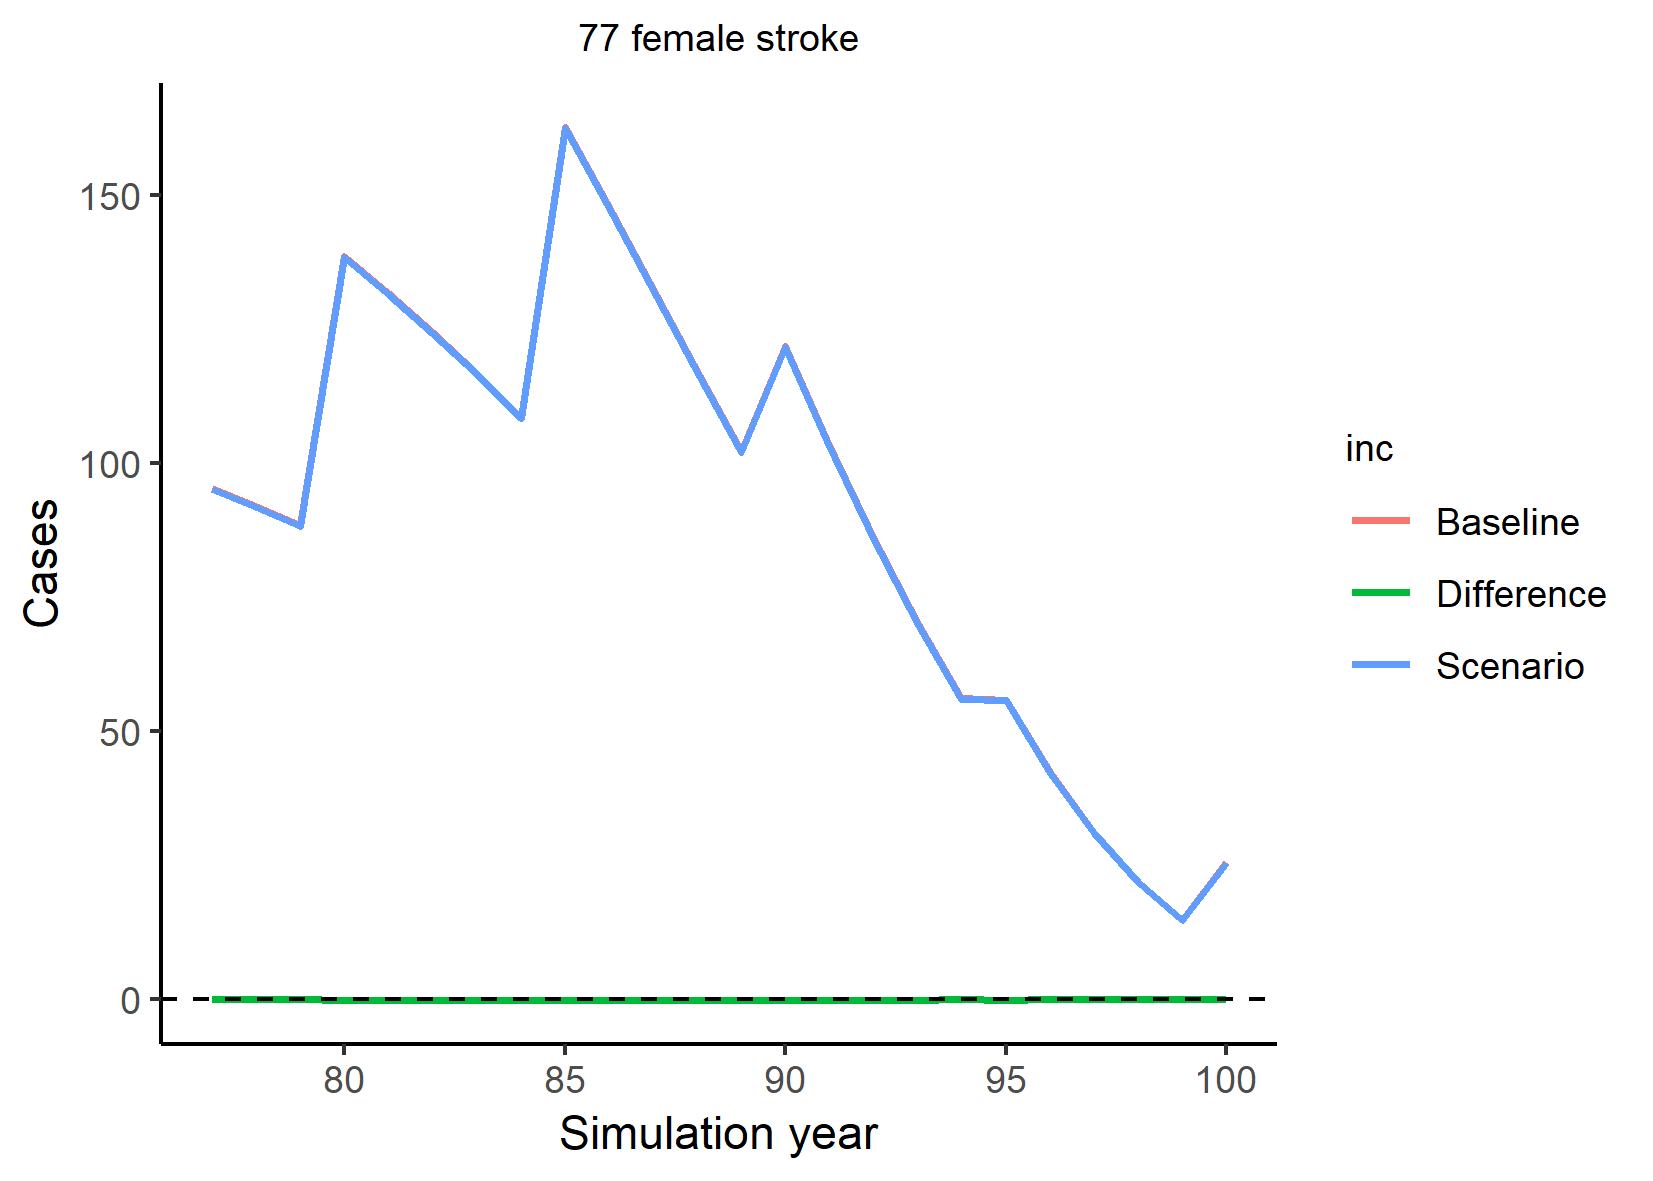 77 female stroke
150
100
50
0
Cases
80 85 90 95 100
Simulation year
inc
Baseline
Difference
Scenario